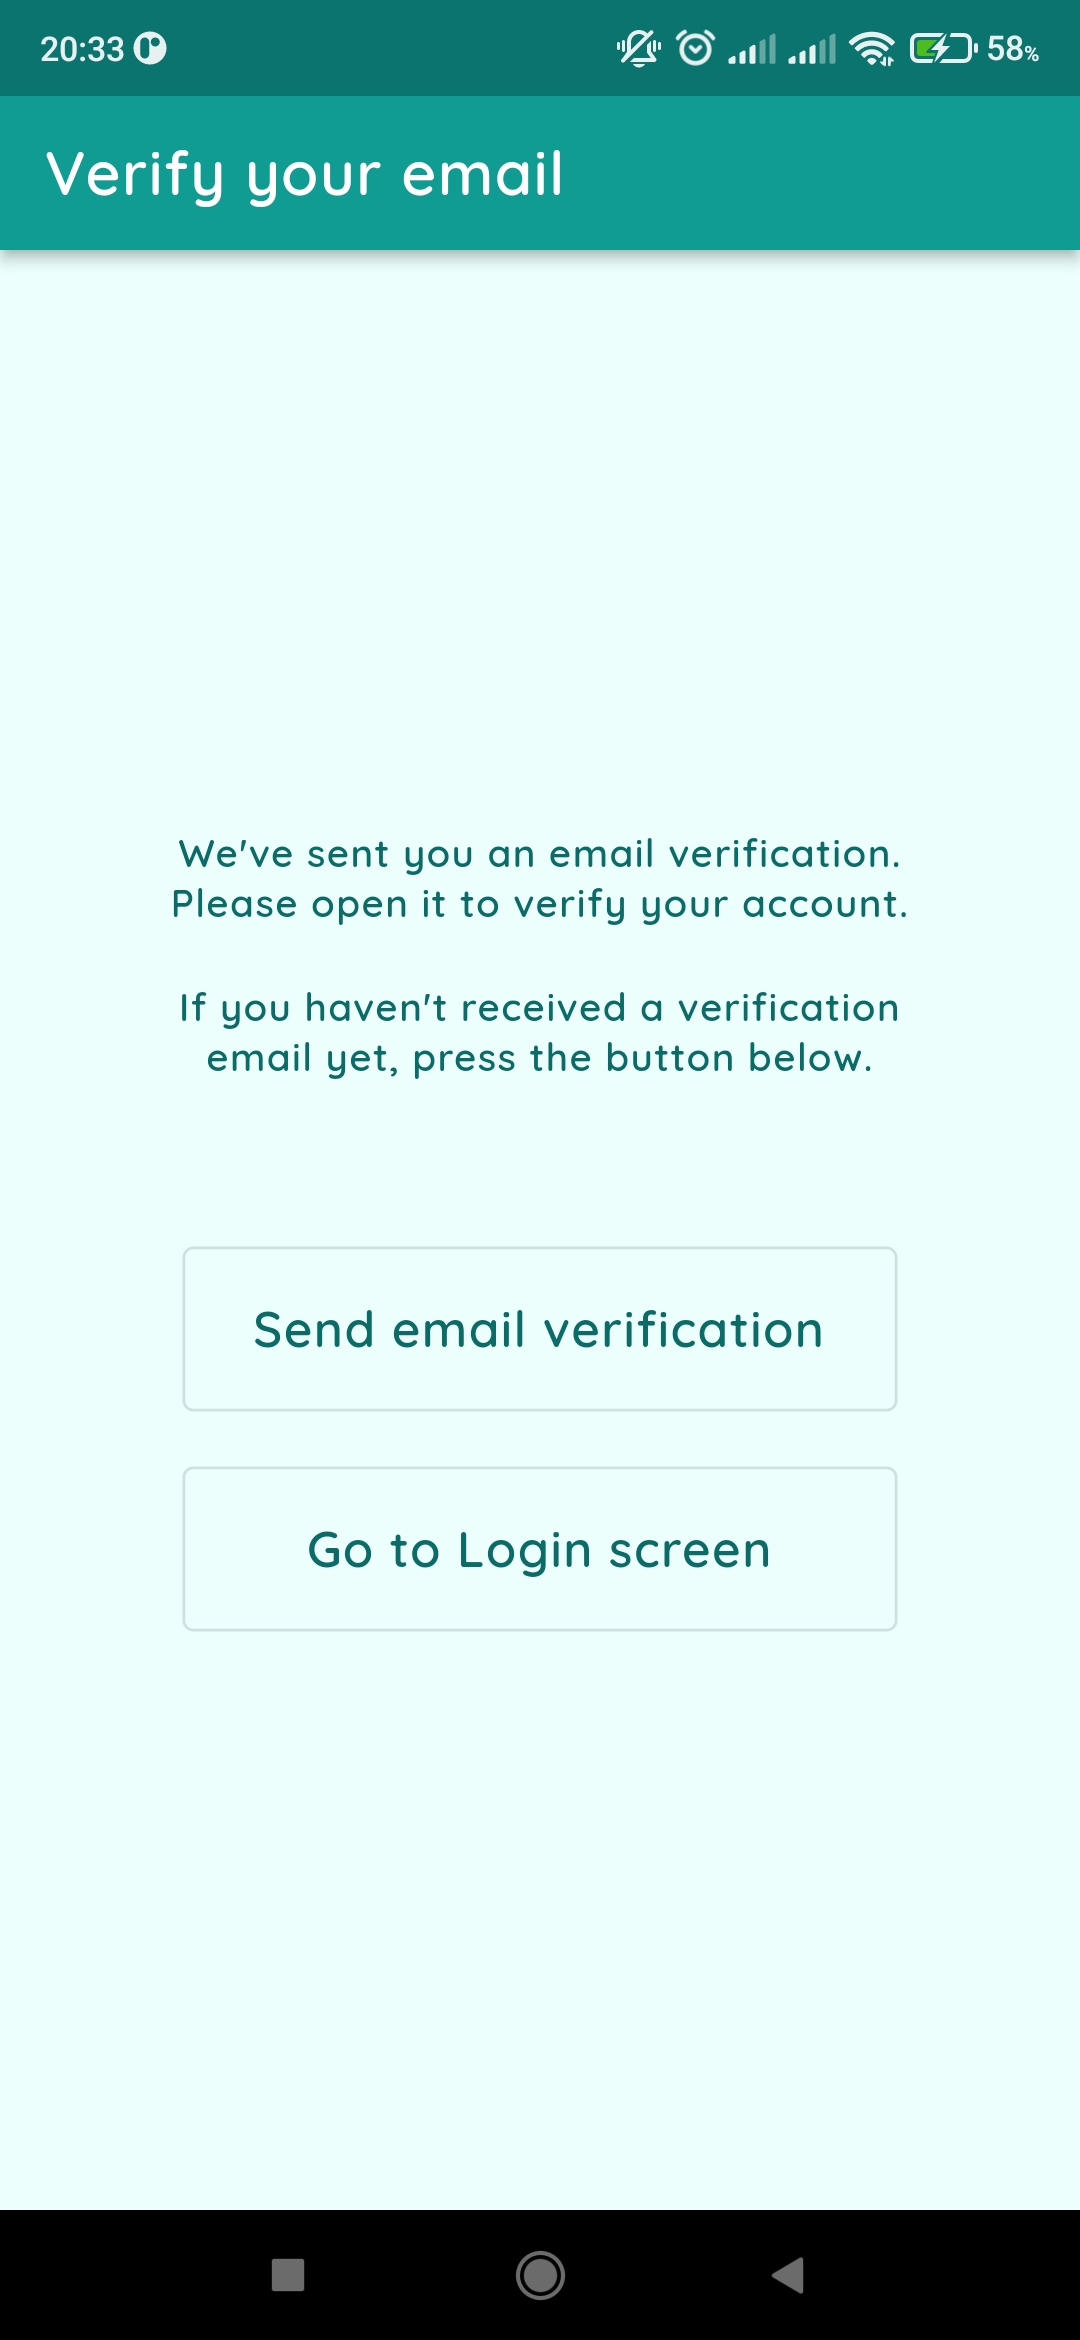 20:33 58%
Verify your email
We've sent you an email verification.
Please open it to verify your account.
If you haven't received a verification
email yet, press the button below.
Send email verification
Go to Login screen